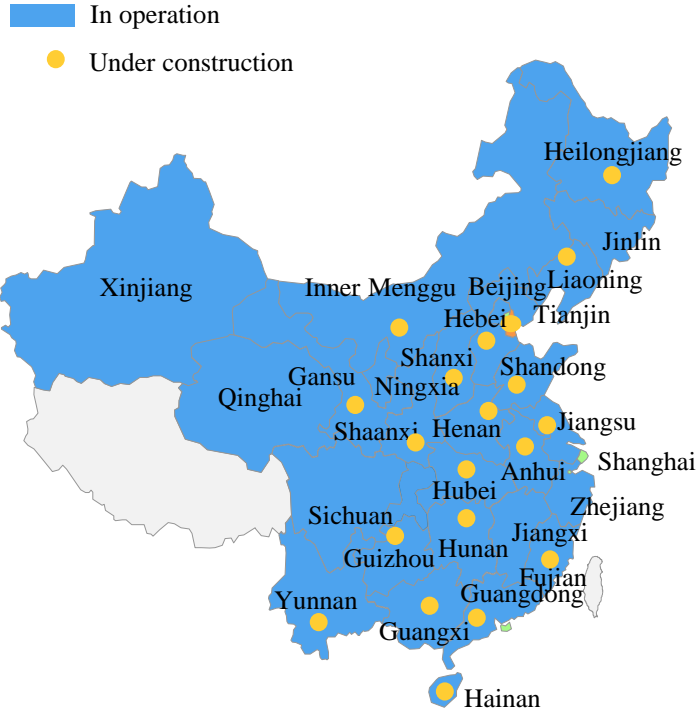 In operation
Under construction
Heilongjiang
Jinlin
Xinjiang
Inner Menggu
Beijing
Liaoning
Hebei
Tianjin
Shanxi
Shandong
Gansu
Ningxia
Qinghai
Shaanxi
Henan
Jiangsu
Anhui
Shanghai
Hubei
Sichuan
Zhejiang
Jiangxi
Guizhou
Hunan
Fujian
Guangdong
Yunnan
Guangxi
Hainan